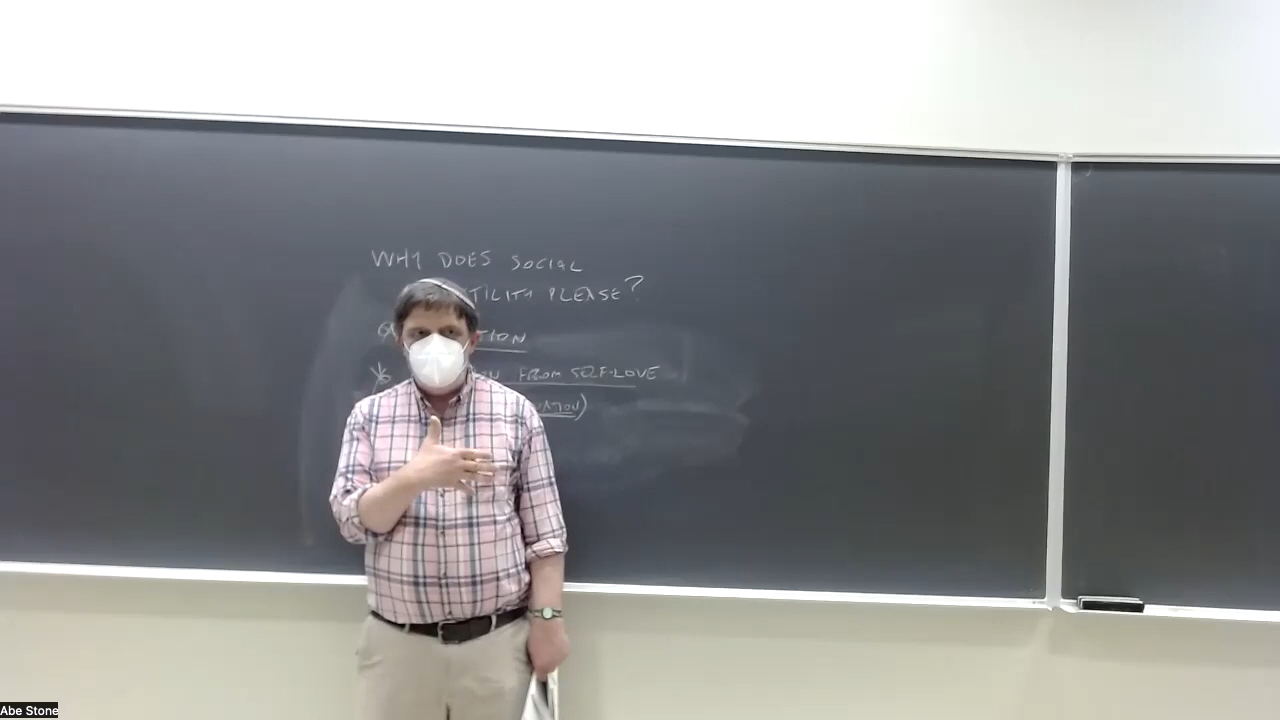 WHY DOES SOCIAL
TILITY PLEASE?
TION
FROM SELF-LOVE
Abe Stone